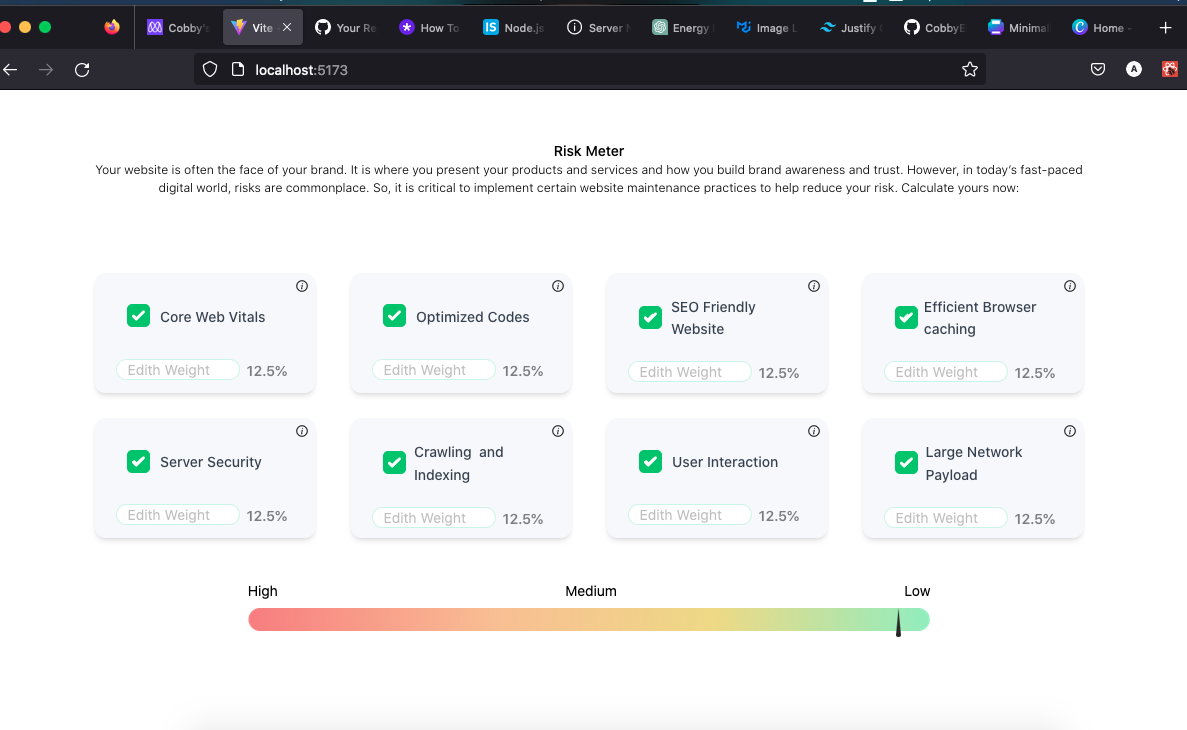 Cobby's
Vite
Your Re
How To
Node.js
Server
Energy
Image L
Justify
CobbyE
Minimal
Home -
localhost:5173
Risk Meter
Your website is often the face of your brand. It is where you present your products and services and how you build brand awareness and trust. However, in today's fast-paced
digital world, risks are commonplace. So, it is critical to implement certain website maintenance practices to help reduce your risk. Calculate yours now:
Core Web Vitals
Edith Weight 12.5%
Optimized Codes
Edith Weight 12.5%
SEO Friendly
Website
Edith Weight 12.5%
Efficient Browser
caching
Edith Weight 12.5%
Server Security
Edith Weight 12.5%
Crawling and
Indexing
Edith Weight 12.5%
User Interaction
Edith Weight 12.5%
Large Network
Payload
Edith Weight 12.5%
High Medium Low